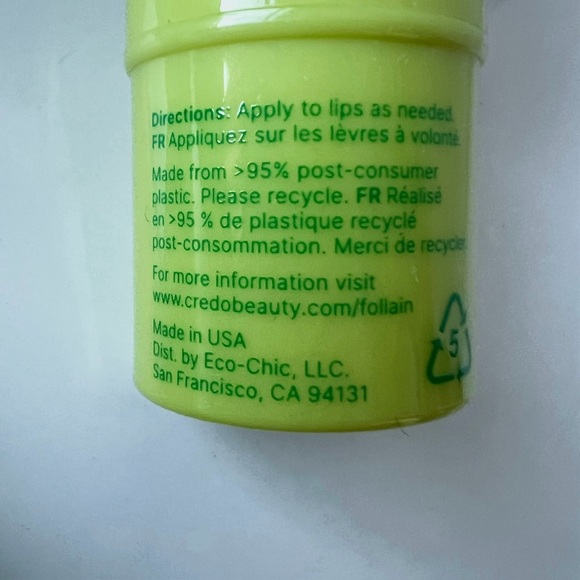 Directions: Apply to lips as needed.
FR Appliquez sur les lèvres à volonté.
Made from >95% post-consumer
plastic. Please recycle. FR Réalisé
en >95 % de plastique recyclé
post-consommation. Merci de recycler.
For more information visit
www.credobeauty.com/follain
Made in USA
Dist. by Eco-Chic, LLC.
San Francisco, CA 94131
5